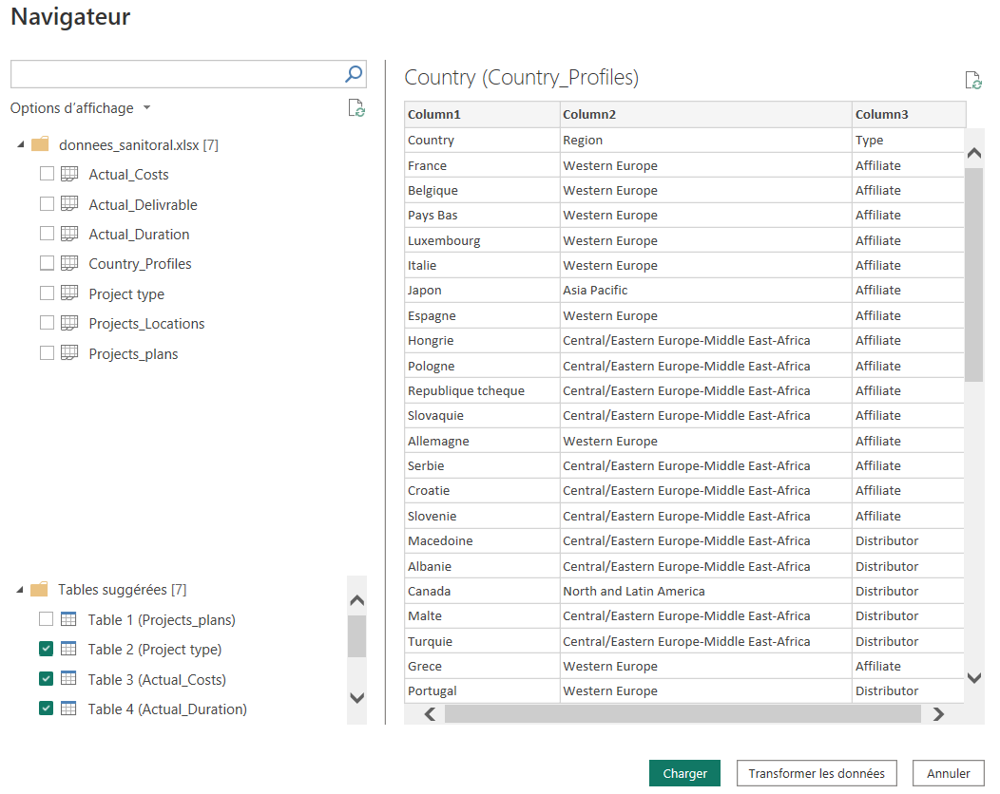 Navigateur
Options d'affichage
donnees_sanitoral.xlsx [7]
Actual_Costs
Actual_Delivrable
Actual_Duration
Country_Profiles
Project type
Projects_Locations
Projects_plans
Tables suggérées [7]
Table 1 (Projects_plans)
Table 2 (Project type)
Table 3 (Actual_Costs)
Table 4 (Actual_Duration)
Country (Country_Profiles)
Column1 Column2 Column3
Country Region Type
France Western Europe Affiliate
Belgique Western Europe Affiliate
Pays Bas Western Europe Affiliate
Luxembourg Western Europe Affiliate
Italie Western Europe Affiliate
Japon Asia Pacific Affiliate
Espagne Western Europe Affiliate
Hongrie Central/Eastern Europe-Middle East-Africa Affiliate
Pologne Central/Eastern Europe-Middle East-Africa Affiliate
Republique tcheque Central/Eastern Europe-Middle East-Africa Affiliate
Slovaquie Central/Eastern Europe-Middle East-Africa Affiliate
Allemagne Western Europe Affiliate
Serbie Central/Eastern Europe-Middle East-Africa Affiliate
Croatie Central/Eastern Europe-Middle East-Africa Affiliate
Slovenie Central/Eastern Europe-Middle East-Africa Affiliate
Macedoine Central/Eastern Europe-Middle East-Africa Distributor
Albanie Central/Eastern Europe-Middle East-Africa Distributor
Canada North and Latin America Distributor
Malte Central/Eastern Europe-Middle East-Africa Distributor
Turquie Central/Eastern Europe-Middle East-Africa Distributor
Grece Western Europe Affiliate
Portugal Western Europe Distributor
Charger Transformer les données Annuler